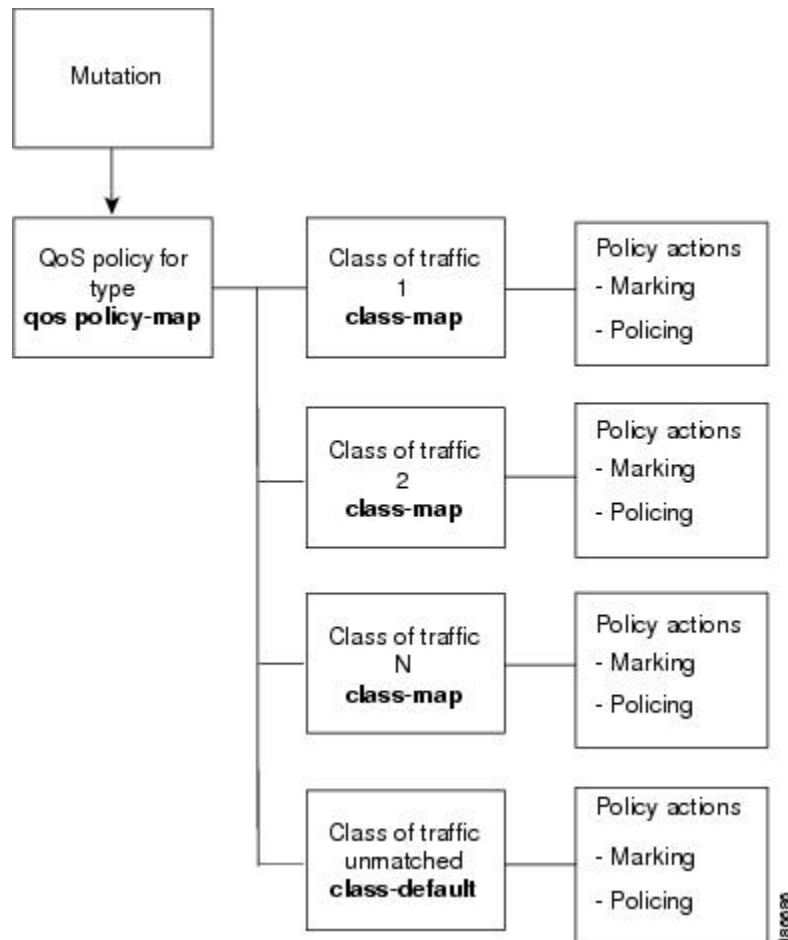 Mutation
QoS policy for
type
qos policy-map
Class of traffic
1
class-map
Policy actions
- Marking
- Policing
Class of traffic
2
class-map
Policy actions
- Marking
- Policing
Class of traffic
N
class-map
Policy actions
- Marking
- Policing
Class of traffic
unmatched
class-default
Policy actions
- Marking
- Policing